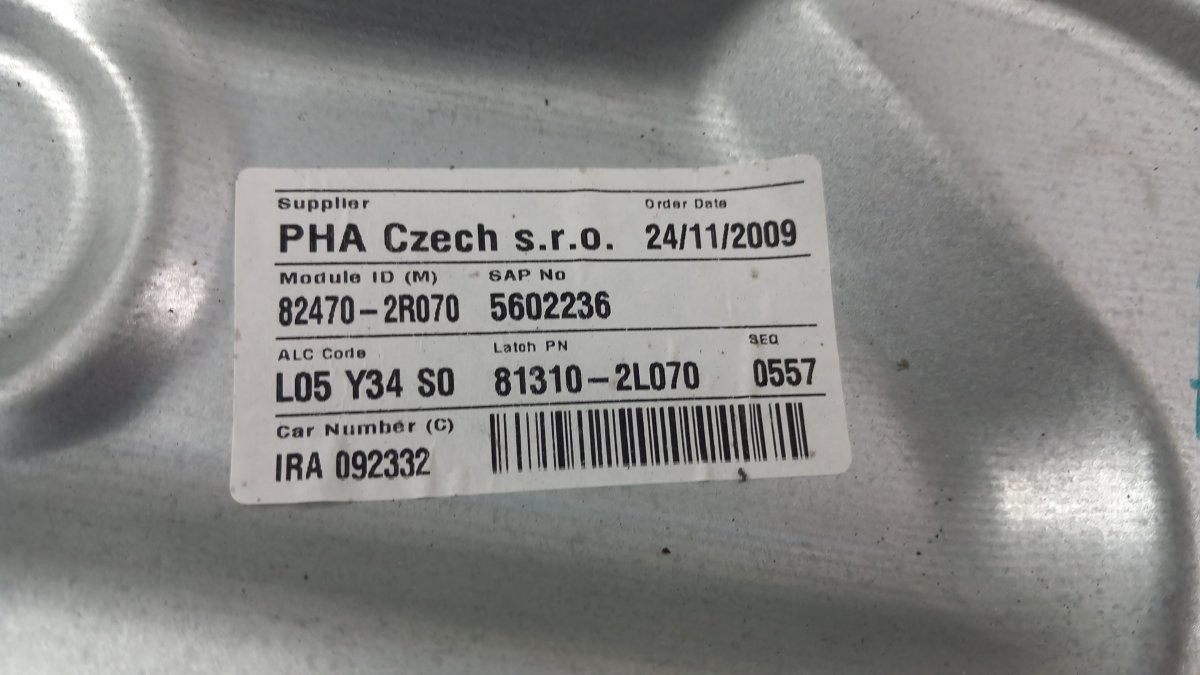 Supplier Order Date
PHA Czech s.r.o. 24/11/2009
Module ID (M) SAP No
82470-2R070 5602236
ALC Code Latch PN SEQ
L05 Y34 S0 81310-2L070 0557
Car Number (C)
IRA 092332